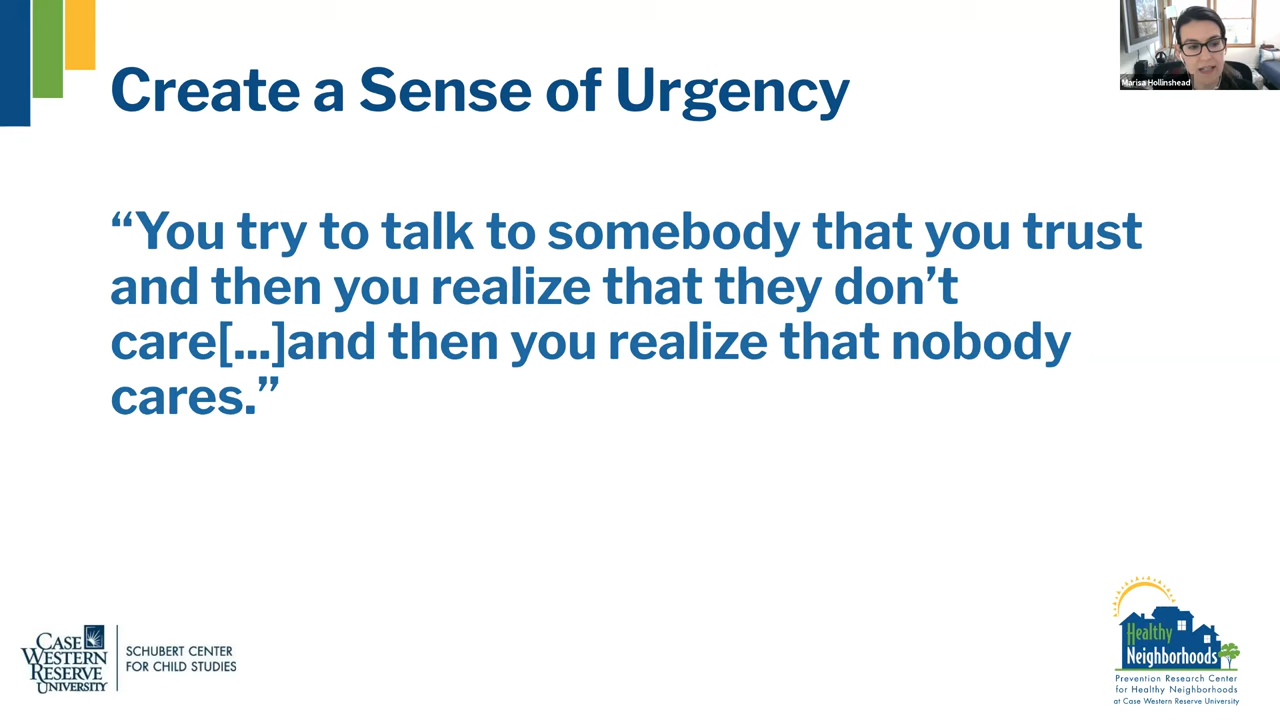 Create a Sense of Urgency
Marisa Hollinshead
“You try to talk to somebody that you trust
and then you realize that they don’t
care[...]and then you realize that nobody
cares.”
CASE
WESTERN
RESERVE
UNIVERSITY
SCHUBERT CENTER
FOR CHILD STUDIES
Healthy
Neighborhoods
Prevention Research Center
for Healthy Neighborhoods
at Case Western Reserve University